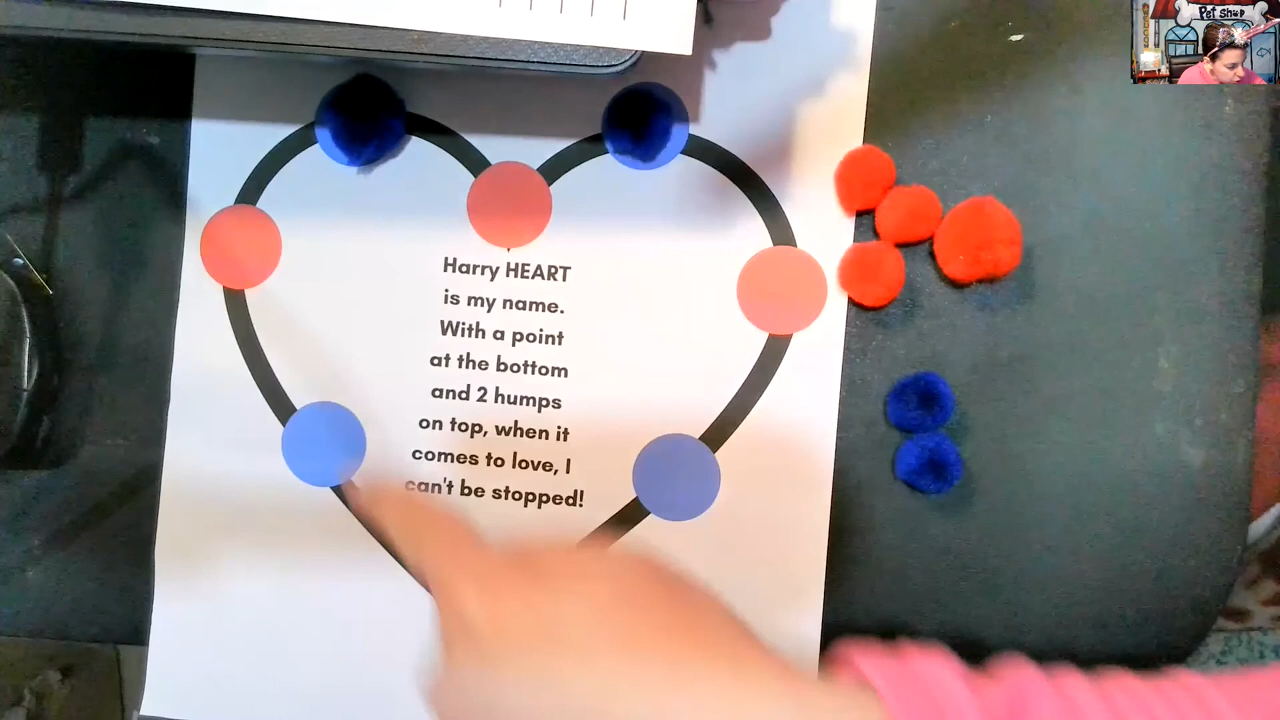 Pet Shop
Harry HEART
is my name.
With a point
at the bottom
and 2 humps
on top, when it
comes to love, I
can't be stopped!